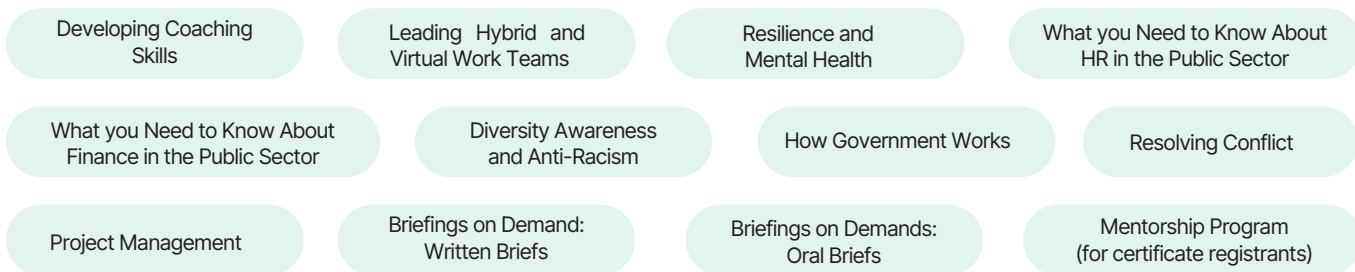 Developing Coaching
Skills
Leading Hybrid and
Virtual Work Teams
Resilience and
Mental Health
What you Need to Know About
HR in the Public Sector
What you Need to Know About
Finance in the Public Sector
Diversity Awareness
and Anti-Racism
How Government Works
Resolving Conflict
Project Management
Briefings on Demand:
Written Briefs
Briefings on Demands:
Oral Briefs
Mentorship Program
(for certificate registrants)